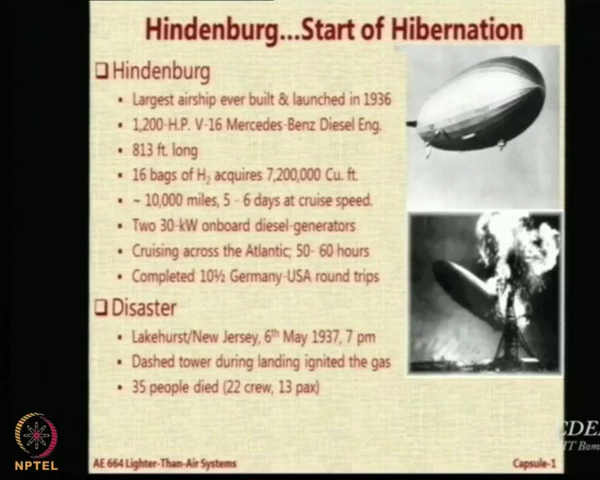 Hindenburg...Start of Hibernation
Hindenburg
Largest airship ever built & launched in 1936
1,200-H.P. V-16 Mercedes-Benz Diesel Eng.
813 ft. long
16 bags of H₂ acquires 7,200,000 Cu. ft.
~ 10,000 miles, 5 - 6 days at cruise speed.
Two 30-kW onboard diesel-generators
Cruising across the Atlantic; 50- 60 hours
Completed 10½ Germany-USA round trips
Disaster
Lakehurst/New Jersey, 6th May 1937, 7 pm
Dashed tower during landing ignited the gas
35 people died (22 crew, 13 pax)
NPTEL
AE 664 Lighter-Than-Air Systems
Capsule-1